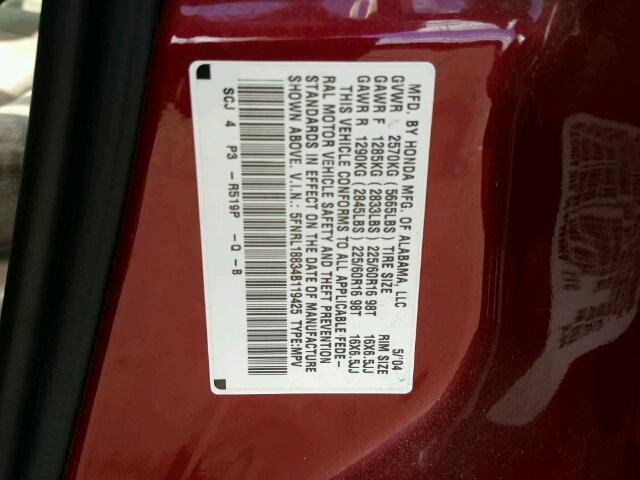 MFD. BY HONDA MFG. OF ALABAMA, LLC 5/'04
GVWR 2570KG (5665LBS) TIRE SIZE RIM SIZE
GAWR F 1285KG (2833LBS) 225/60R16 98T 16X6.5JJ
GAWR R 1290KG (2845LBS) 225/60R16 98T 16X6.5JJ
THIS VEHICLE CONFORMS TO ALL APPLICABLE FEDE-
RAL MOTOR VEHICLE SAFETY AND THEFT PREVENTION
STANDARDS IN EFFECT ON THE DATE OF MANUFACTURE
SHOWN ABOVE. V.I.N.: 5FNRL18834B119425 TYPE:MPV
SCJ 4 P3 - R519P - Q - B